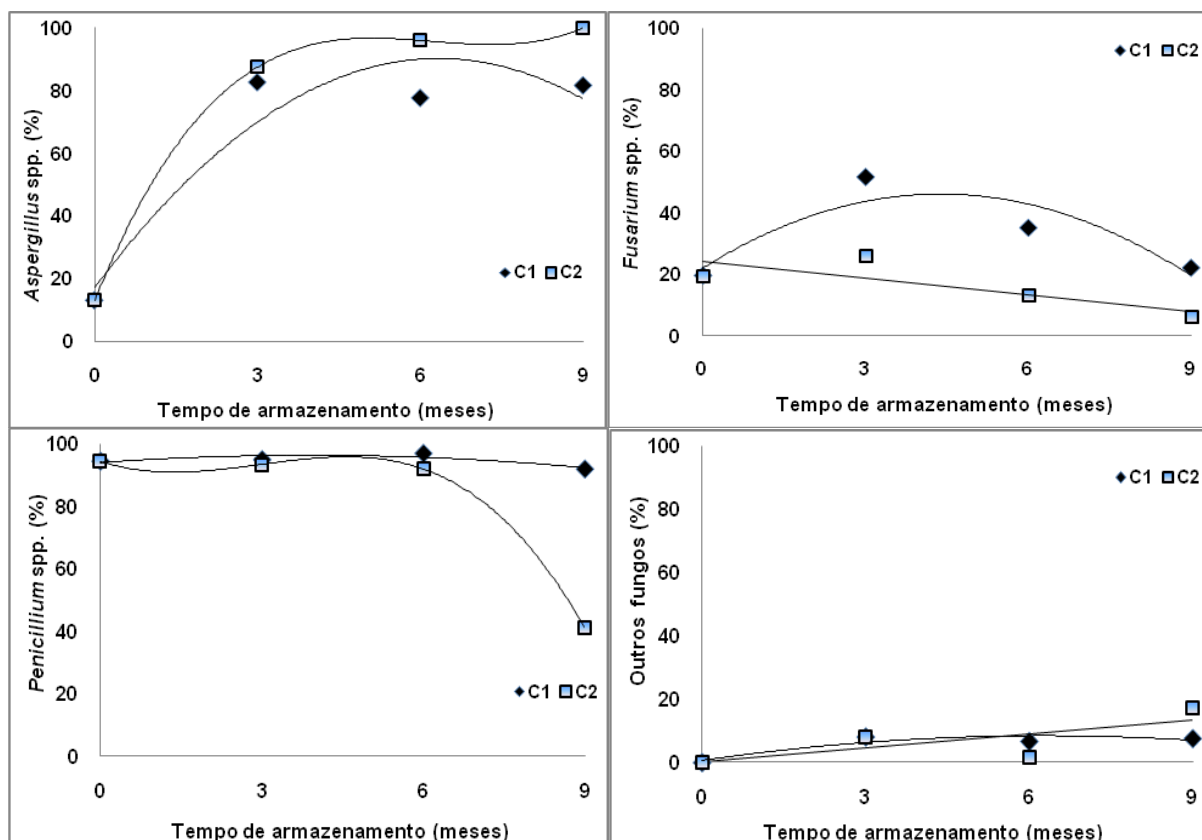 Aspergillus spp. (%)
100
80
60
40
20
0
C1 C2
0 3 6 9
Tempo de armazenamento (meses)
Fusarium spp. (%)
100
80
60
40
20
0
C1 C2
0 3 6 9
Tempo de armazenamento (meses)
Penicillium spp. (%)
100
80
60
40
20
0
C1 C2
0 3 6 9
Tempo de armazenamento (meses)
Outros fungos (%)
100
80
60
40
20
0
C1 C2
0 3 6 9
Tempo de armazenamento (meses)